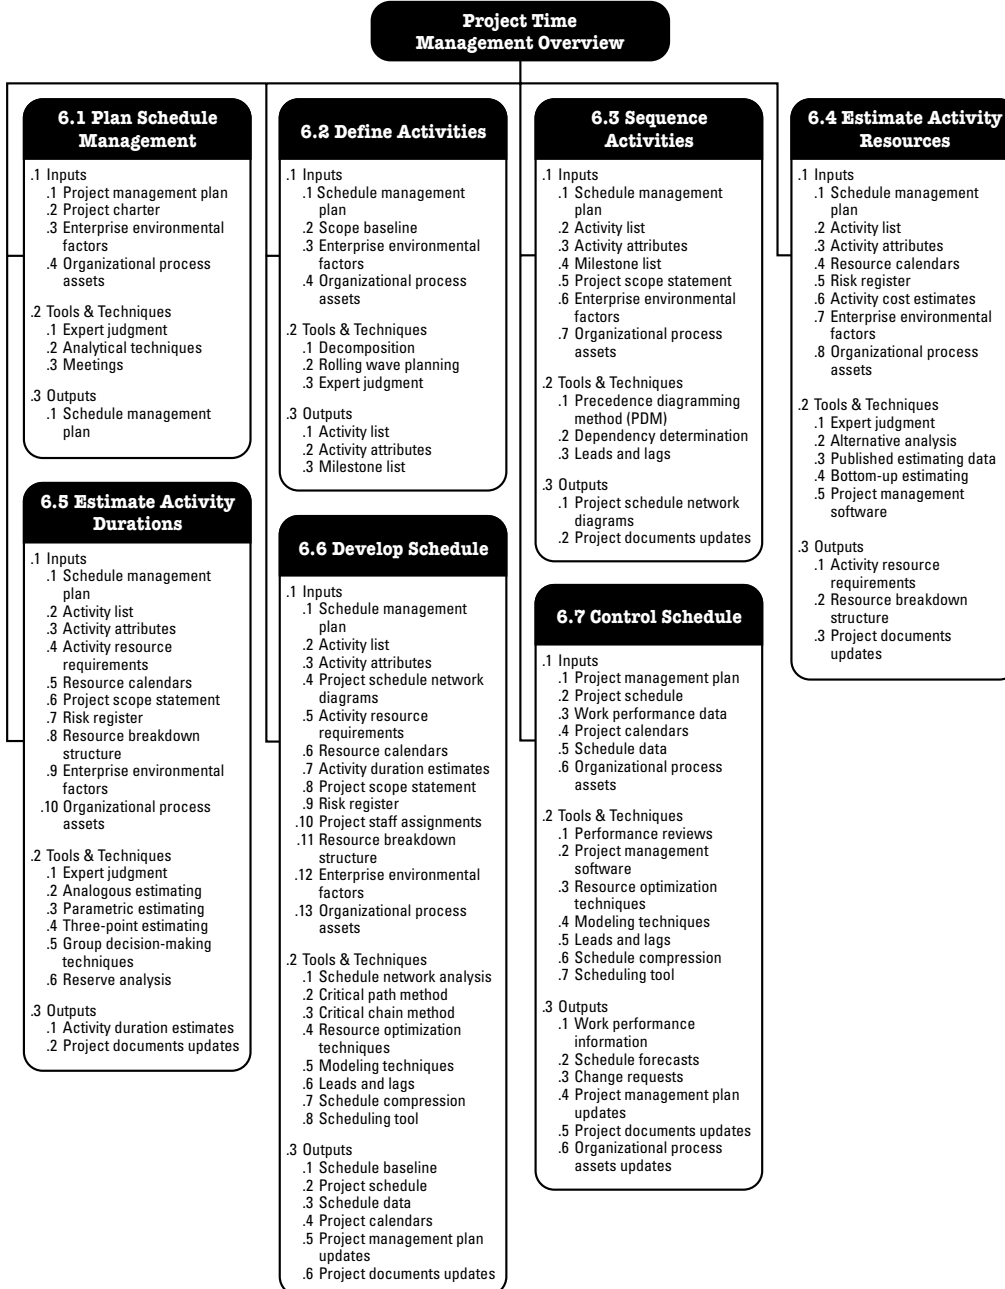 Project Time
Management Overview
6.1 Plan Schedule
Management
.1 Inputs
.1 Project management plan
.2 Project charter
.3 Enterprise environmental
factors
.4 Organizational process
assets
.2 Tools & Techniques
.1 Expert judgment
.2 Analytical techniques
.3 Meetings
.3 Outputs
.1 Schedule management
plan
6.2 Define Activities
.1 Inputs
.1 Schedule management
plan
.2 Scope baseline
.3 Enterprise environmental
factors
.4 Organizational process
assets
.2 Tools & Techniques
.1 Decomposition
.2 Rolling wave planning
.3 Expert judgment
.3 Outputs
.1 Activity list
.2 Activity attributes
.3 Milestone list
6.3 Sequence
Activities
.1 Inputs
.1 Schedule management
plan
.2 Activity list
.3 Activity attributes
.4 Milestone list
.5 Project scope statement
.6 Enterprise environmental
factors
.7 Organizational process
assets
.2 Tools & Techniques
.1 Precedence diagramming
method (PDM)
.2 Dependency determination
.3 Leads and lags
.3 Outputs
.1 Project schedule network
diagrams
.2 Project documents updates
6.4 Estimate Activity
Resources
.1 Inputs
.1 Schedule management
plan
.2 Activity list
.3 Activity attributes
.4 Resource calendars
.5 Risk register
.6 Activity cost estimates
.7 Enterprise environmental
factors
.8 Organizational process
assets
.2 Tools & Techniques
.1 Expert judgment
.2 Alternative analysis
.3 Published estimating data
.4 Bottom-up estimating
.5 Project management
software
.3 Outputs
.1 Activity resource
requirements
.2 Resource breakdown
structure
.3 Project documents
updates
6.5 Estimate Activity
Durations
.1 Inputs
.1 Schedule management
plan
.2 Activity list
.3 Activity attributes
.4 Activity resource
requirements
.5 Resource calendars
.6 Project scope statement
.7 Risk register
.8 Resource breakdown
structure
.9 Enterprise environmental
factors
.10 Organizational process
assets
.2 Tools & Techniques
.1 Expert judgment
.2 Analogous estimating
.3 Parametric estimating
.4 Three-point estimating
.5 Group decision-making
techniques
.6 Reserve analysis
.3 Outputs
.1 Activity duration estimates
.2 Project documents updates
6.6 Develop Schedule
.1 Inputs
.1 Schedule management
plan
.2 Activity list
.3 Activity attributes
.4 Project schedule network
diagrams
.5 Activity resource
requirements
.6 Resource calendars
.7 Activity duration estimates
.8 Project scope statement
.9 Risk register
.10 Project staff assignments
.11 Resource breakdown
structure
.12 Enterprise environmental
factors
.13 Organizational process
assets
.2 Tools & Techniques
.1 Schedule network analysis
.2 Critical path method
.3 Critical chain method
.4 Resource optimization
techniques
.5 Modeling techniques
.6 Leads and lags
.7 Schedule compression
.8 Scheduling tool
.3 Outputs
.1 Schedule baseline
.2 Project schedule
.3 Schedule data
.4 Project calendars
.5 Project management plan
updates
.6 Project documents updates
6.7 Control Schedule
.1 Inputs
.1 Project management plan
.2 Project schedule
.3 Work performance data
.4 Project calendars
.5 Schedule data
.6 Organizational process
assets
.2 Tools & Techniques
.1 Performance reviews
.2 Project management
software
.3 Resource optimization
techniques
.4 Modeling techniques
.5 Leads and lags
.6 Schedule compression
.7 Scheduling tool
.3 Outputs
.1 Work performance
information
.2 Schedule forecasts
.3 Change requests
.4 Project management plan
updates
.5 Project documents updates
.6 Organizational process
assets updates